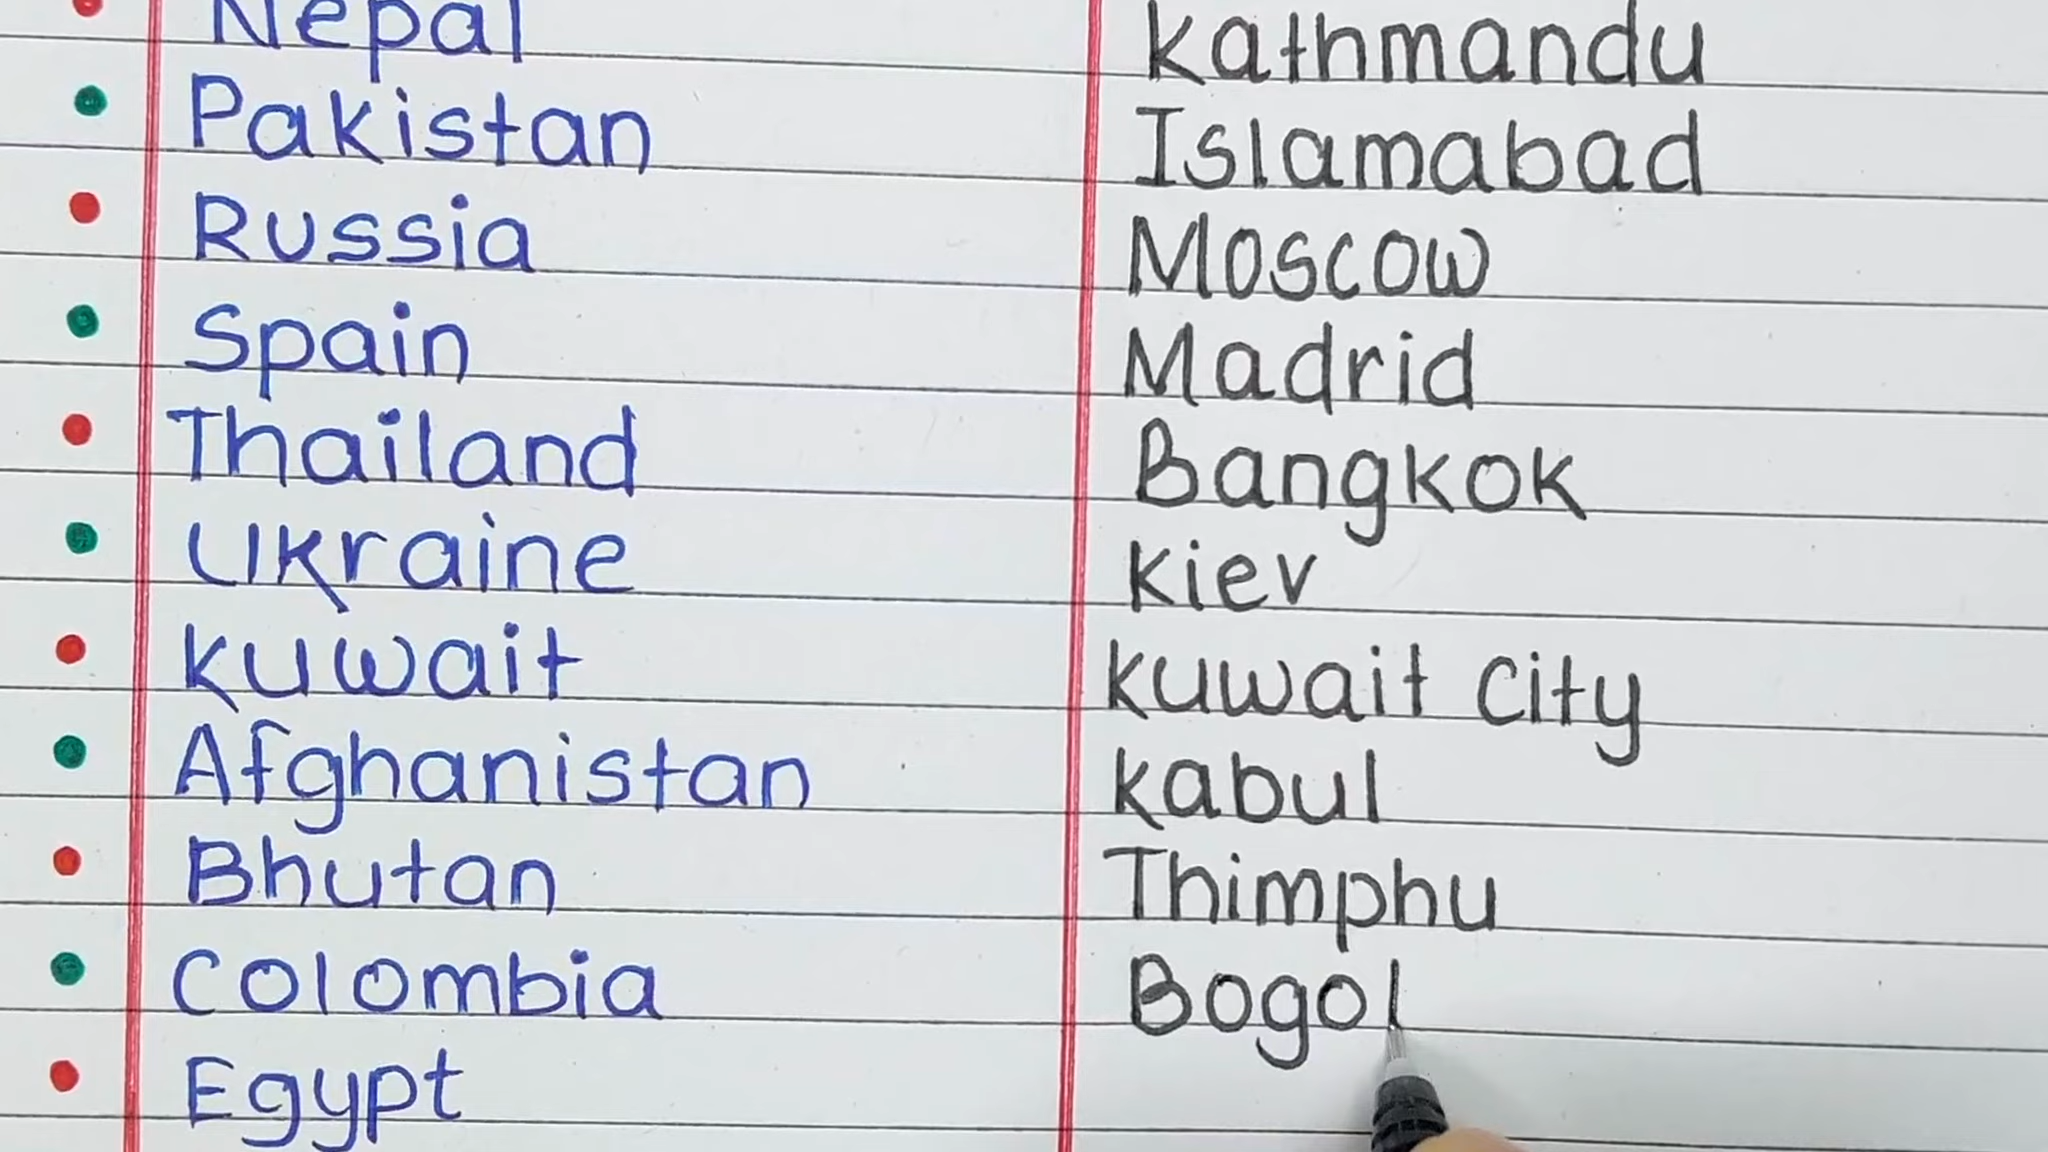 Nepal kathmandu
Pakistan Islamabad
Russia Moscow
Spain Madrid
Thailand Bangkok
Ukraine kiev
kuwait kuwait city
Afghanistan kabul
Bhutan Thimphu
Colombia Bogol
Egypt